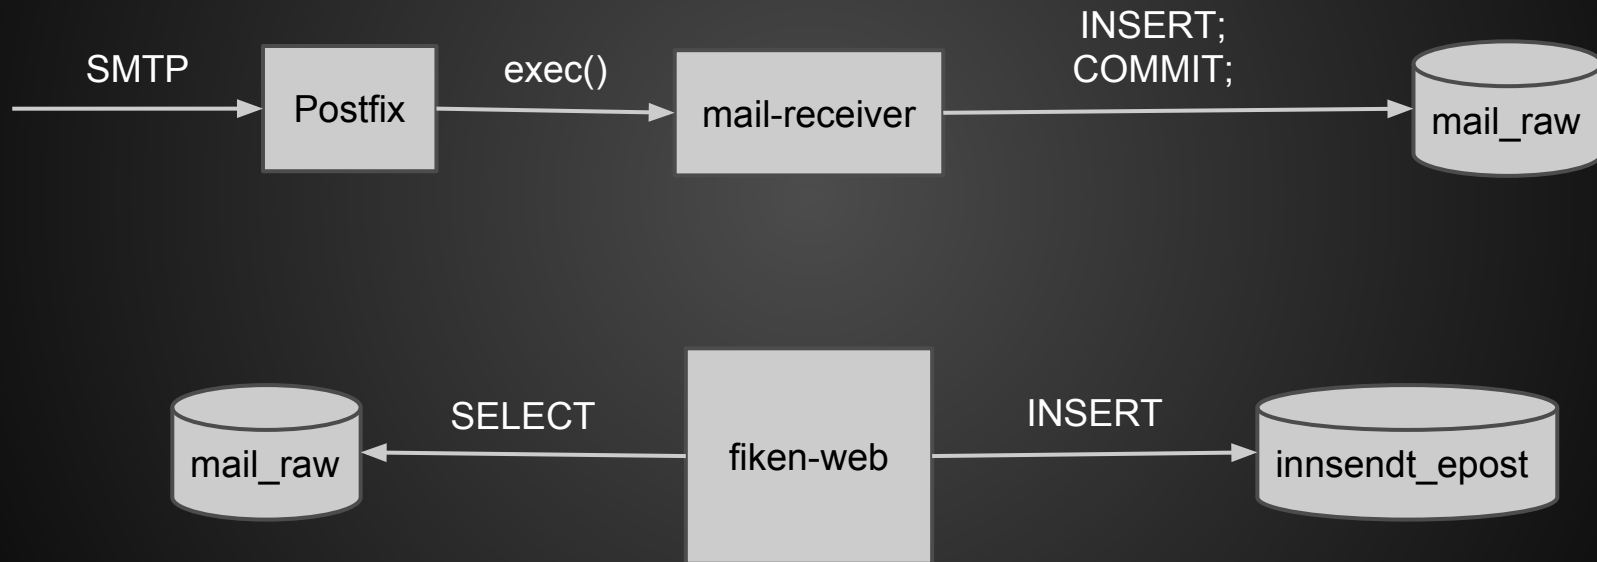 SMTP
Postfix
exec()
mail-receiver
INSERT;
COMMIT;
mail_raw
mail_raw
SELECT
fiken-web
INSERT
innsendt_epost